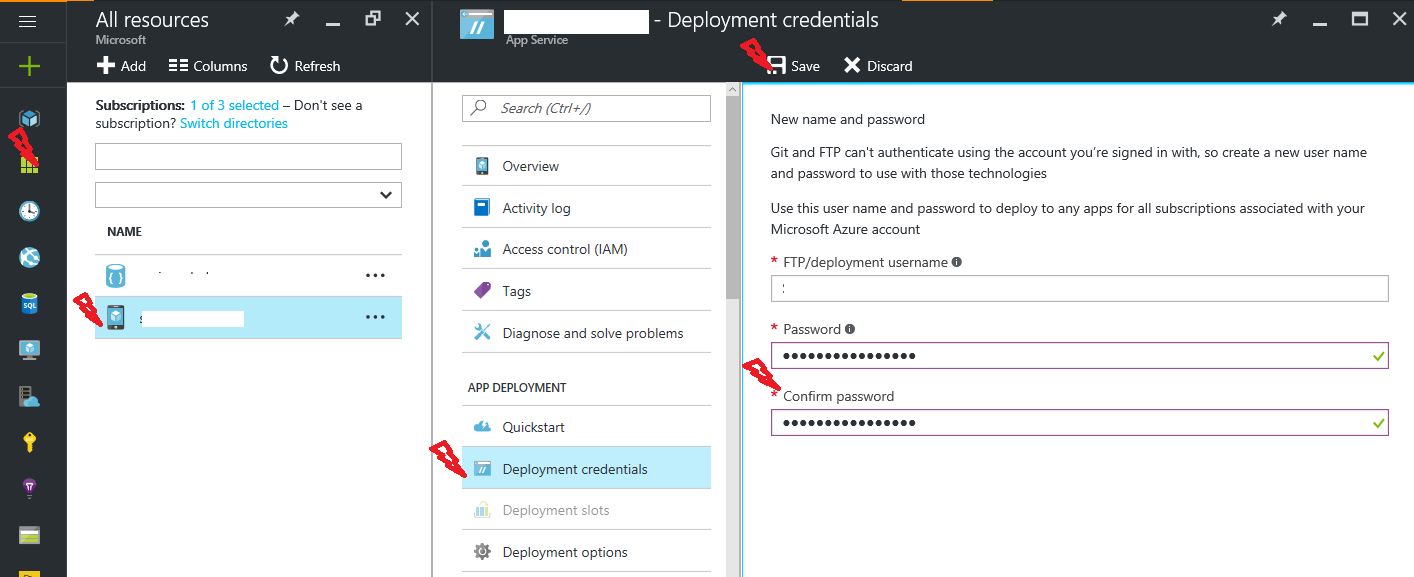 All resources
Microsoft
Add
Columns
Refresh
Subscriptions: 1 of 3 selected – Don't see a
subscription? Switch directories
NAME
- Deployment credentials
App Service
Search (Ctrl+/)
Overview
Activity log
Access control (IAM)
Tags
Diagnose and solve problems
APP DEPLOYMENT
Quickstart
Deployment credentials
Deployment slots
Deployment options
Save
Discard
New name and password
Git and FTP can't authenticate using the account you're signed in with, so create a new user name
and password to use with those technologies
Use this user name and password to deploy to any apps for all subscriptions associated with your
Microsoft Azure account
* FTP/deployment username
* Password
●●●●●●●●●●●●●●●●
* Confirm password
●●●●●●●●●●●●●●●●
SQL